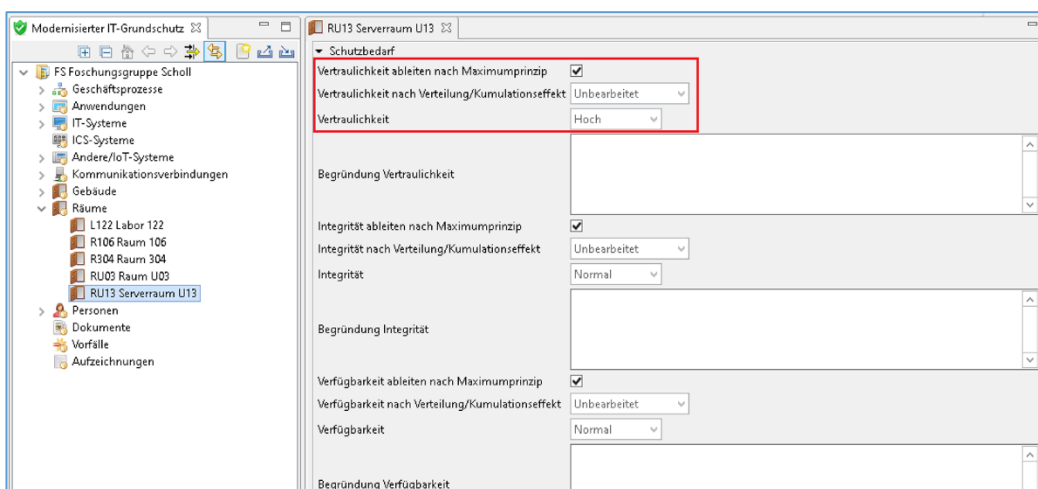 Modernisierter IT-Grundschutz
FS Foschungsgruppe Scholl
Geschäftsprozesse
Anwendungen
IT-Systeme
ICS-Systeme
Andere/IoT-Systeme
Kommunikationsverbindungen
Gebäude
Räume
L122 Labor 122
R106 Raum 106
R304 Raum 304
RU03 Raum U03
RU13 Serverraum U13
Personen
Dokumente
Vorfälle
Aufzeichnungen
RU13 Serverraum U13
Schutzbedarf
Vertraulichkeit ableiten nach Maximumprinzip
Vertraulichkeit nach Verteilung/Kumulationseffekt Unbearbeitet
Vertraulichkeit Hoch
Begründung Vertraulichkeit
Integrität ableiten nach Maximumprinzip
Integrität nach Verteilung/Kumulationseffekt Unbearbeitet
Integrität Normal
Begründung Integrität
Verfügbarkeit ableiten nach Maximumprinzip
Verfügbarkeit nach Verteilung/Kumulationseffekt Unbearbeitet
Verfügbarkeit Normal
Begründung Verfügbarkeit